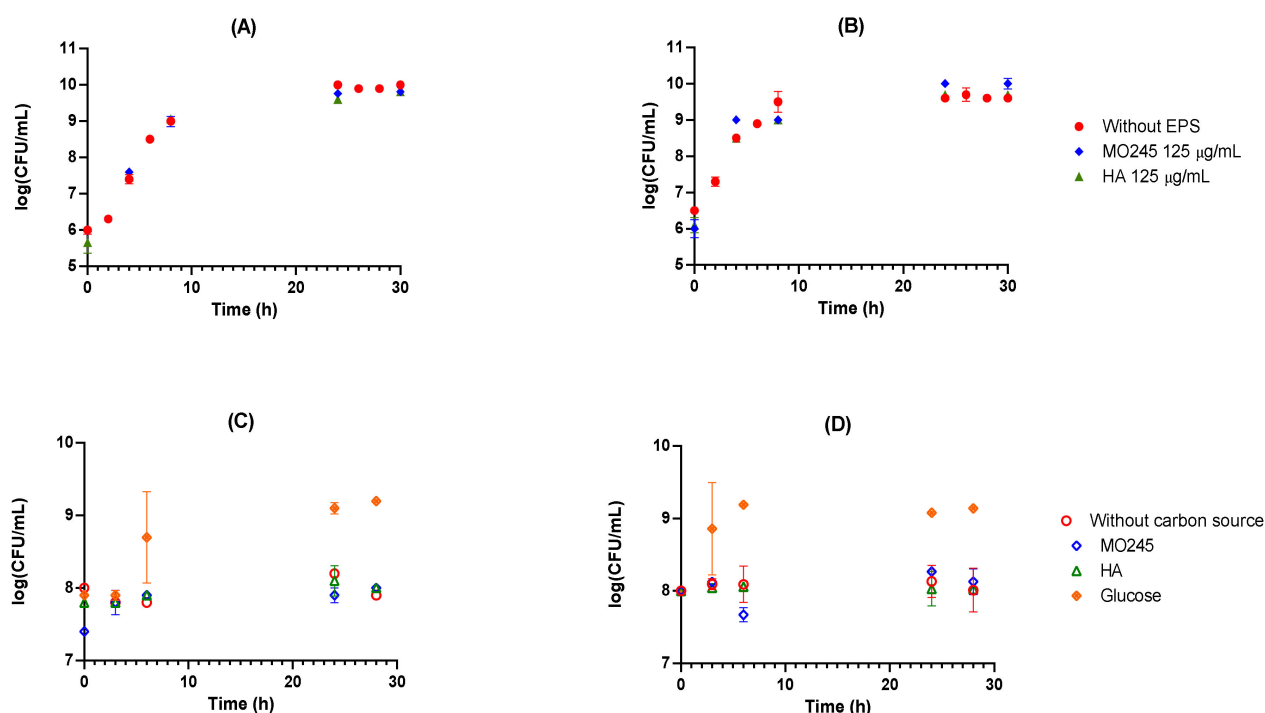 (A)
11
10
9
8
7
6
5
log(CFU/mL)
0
10
20
30
Time (h)
(B)
11
10
9
8
7
6
5
log(CFU/mL)
0
10
20
30
Time (h)
Without EPS
MO245 125 μg/mL
HA 125 μg/mL
(C)
10
9
8
7
log(CFU/mL)
0
10
20
30
Time (h)
(D)
10
9
8
7
log(CFU/mL)
0
10
20
30
Time (h)
Without carbon source
MO245
HA
Glucose